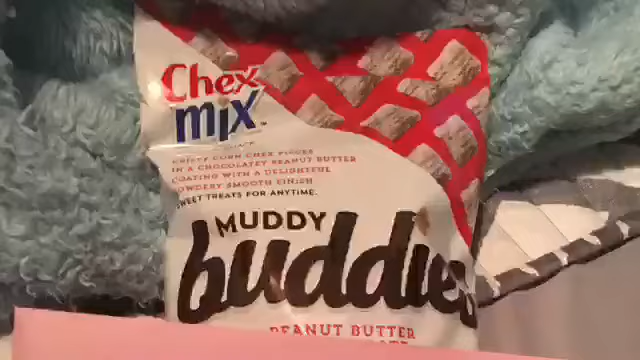 Chex
mix™
CRISPY CORN CHEX PIECES
IN A CHOCOLATEY PEANUT BUTTER
COATING WITH A DELIGHTFUL
POWDERY SMOOTH FINISH
SWEET TREATS FOR ANYTIME.
MUDDY
buddies
PEANUT BUTTER